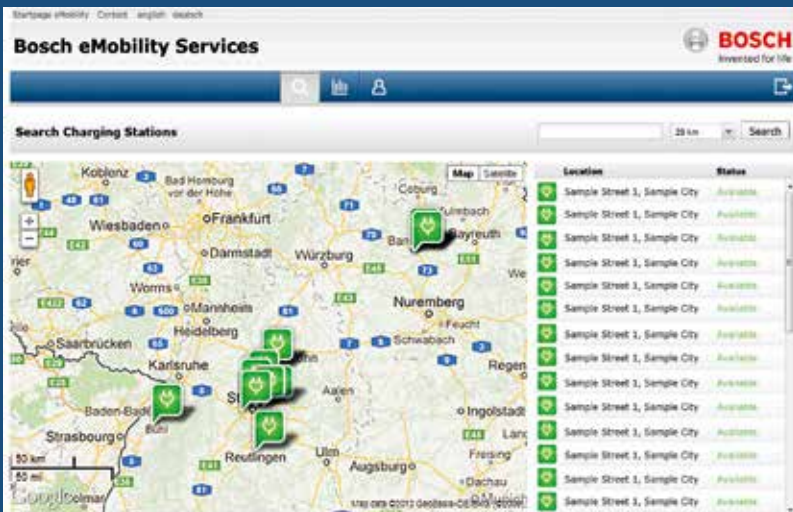 Startpage eMobility Contact english deutsch
Bosch eMobility Services
BOSCH
Invented for life
Search Charging Stations
20 km
Search
Map Satellite
Koblenz
Bad Homburg
vor der Höhe
Coburg
Wiesbaden
Frankfurt
Bayreuth
Darmstadt
Würzburg
Worms
Mannheim
Nuremberg
Heidelberg
Feucht
Schwabach
Saarbrücken
Karlsruhe
Regen
Aalen
Baden-Bad
Ingolstadt
Strasbourg
Bühl
Reutlingen
Ulm
Freising
Augsburg
Dachau
Munich
50 km
50 mi
Google
Colmar
Location Status
Sample Street 1, Sample City Available
Sample Street 1, Sample City Available
Sample Street 1, Sample City Available
Sample Street 1, Sample City Available
Sample Street 1, Sample City Available
Sample Street 1, Sample City Available
Sample Street 1, Sample City Available
Sample Street 1, Sample City Available
Sample Street 1, Sample City Available
Sample Street 1, Sample City Available
Sample Street 1, Sample City Available
Sample Street 1, Sample City Available
Sample Street 1, Sample City Available
Sample Street 1, Sample City Available